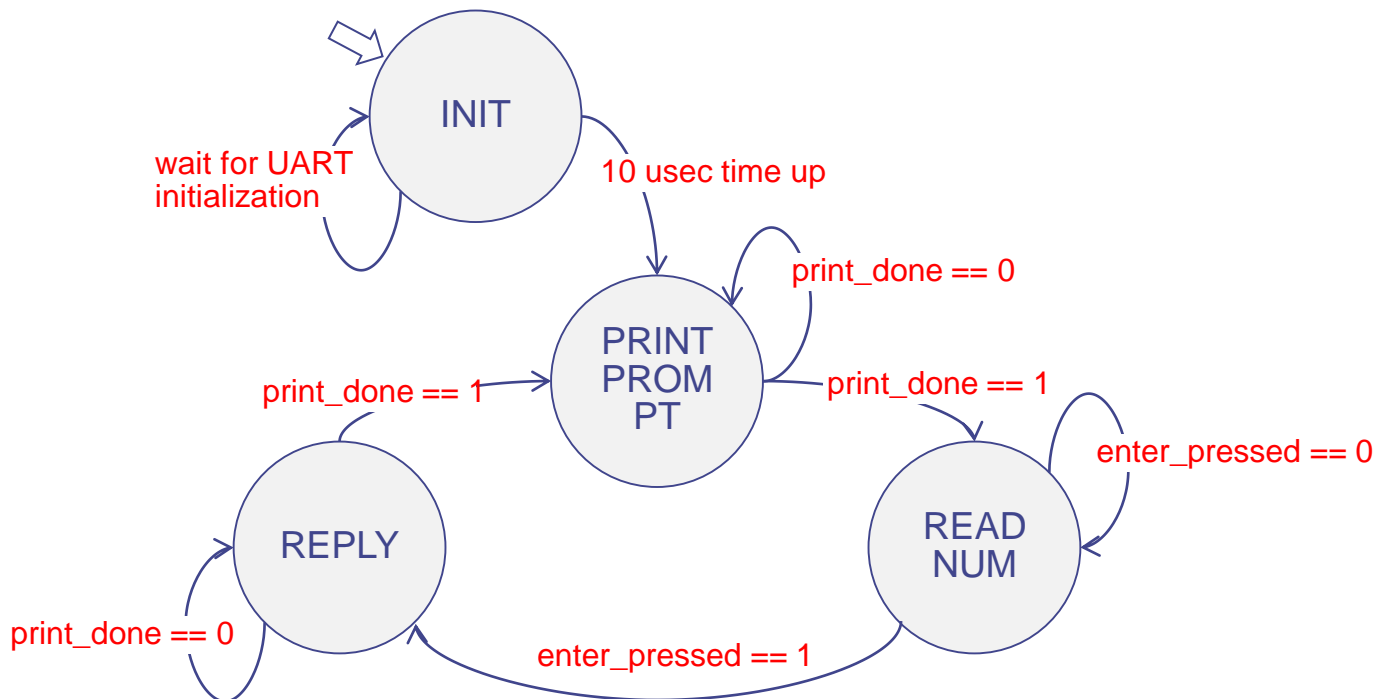 INIT
wait for UART
initialization
10 usec time up
print_done == 0
PRINT
PROM
PT
print_done == 1
print_done == 1
enter_pressed == 0
REPLY
READ
NUM
print_done == 0
enter_pressed == 1